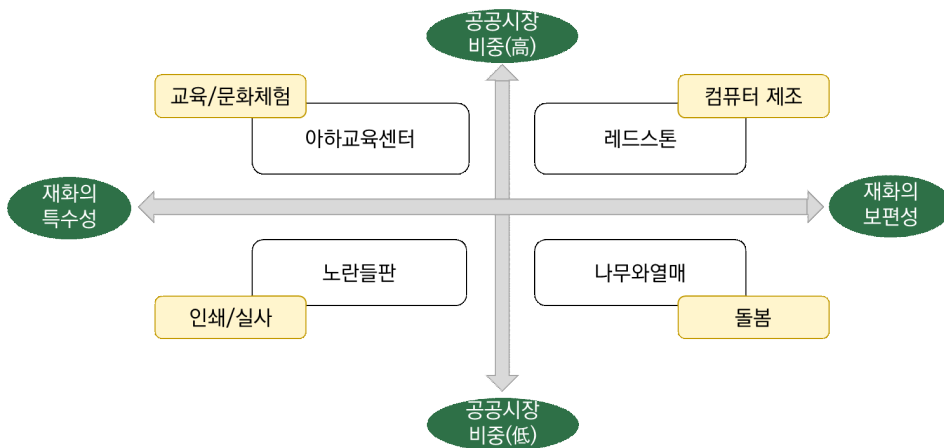 공공시장
비중(高)
교육/문화체험
컴퓨터 제조
아하교육센터
레드스톤
재화의
특수성
재화의
보편성
노란들판
나무와열매
인쇄/실사
돌봄
공공시장
비중(低)